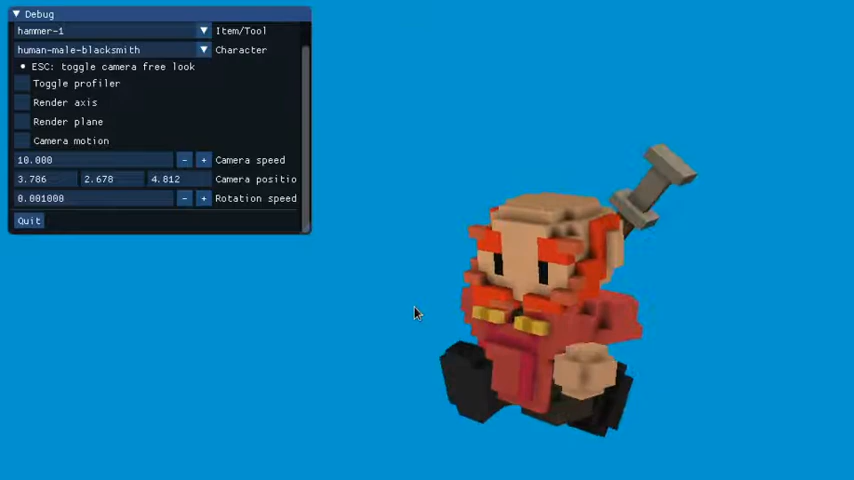 Debug
hammer-1 Item/Tool
human-male-blacksmith Character
ESC: toggle camera free look
Toggle profiler
Render axis
Render plane
Camera motion
10.000 - + Camera speed
3.786 2.678 4.812 Camera positio
0.001000 - + Rotation speed
Quit